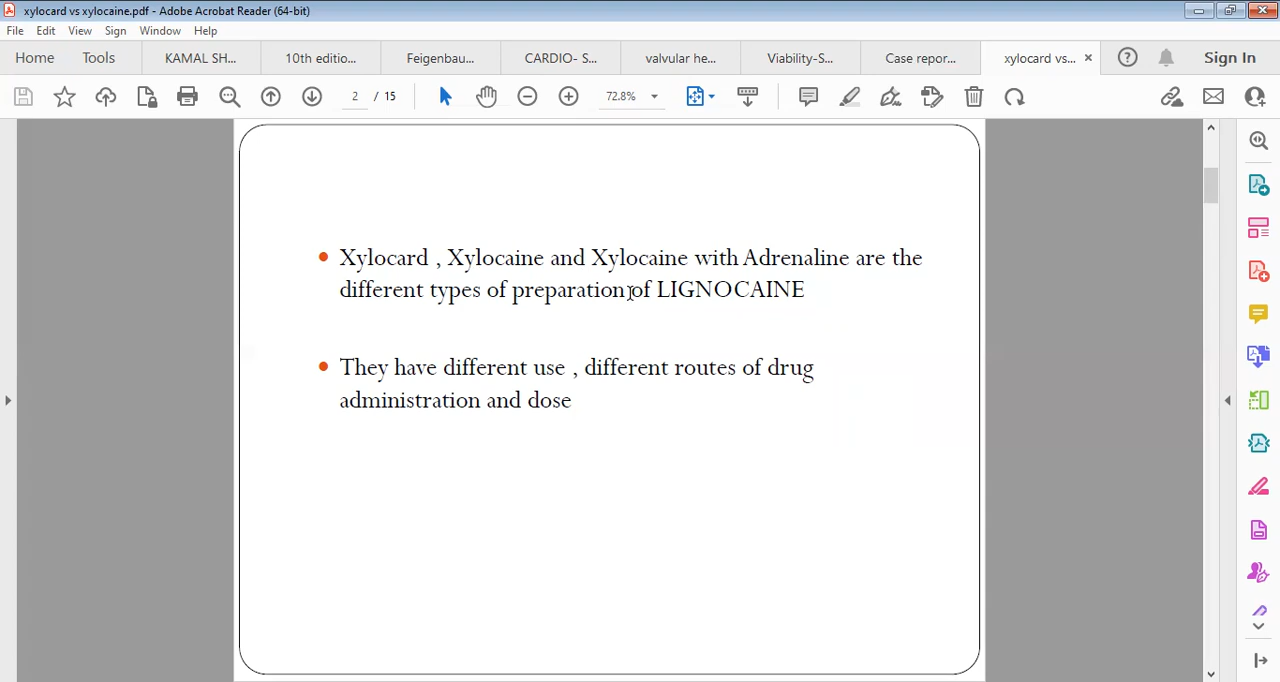 xylocard vs xylocaine.pdf - Adobe Acrobat Reader (64-bit)
File Edit View Sign Window Help
Home Tools KAMAL SH... 10th editio... Feigenbau... CARDIO- S... valvular he... Viability-S... Case repor... xylocard vs... × ? Sign In
2 / 15 72.8%
• Xylocard , Xylocaine and Xylocaine with Adrenaline are the
different types of preparation of LIGNOCAINE
• They have different use , different routes of drug
administration and dose